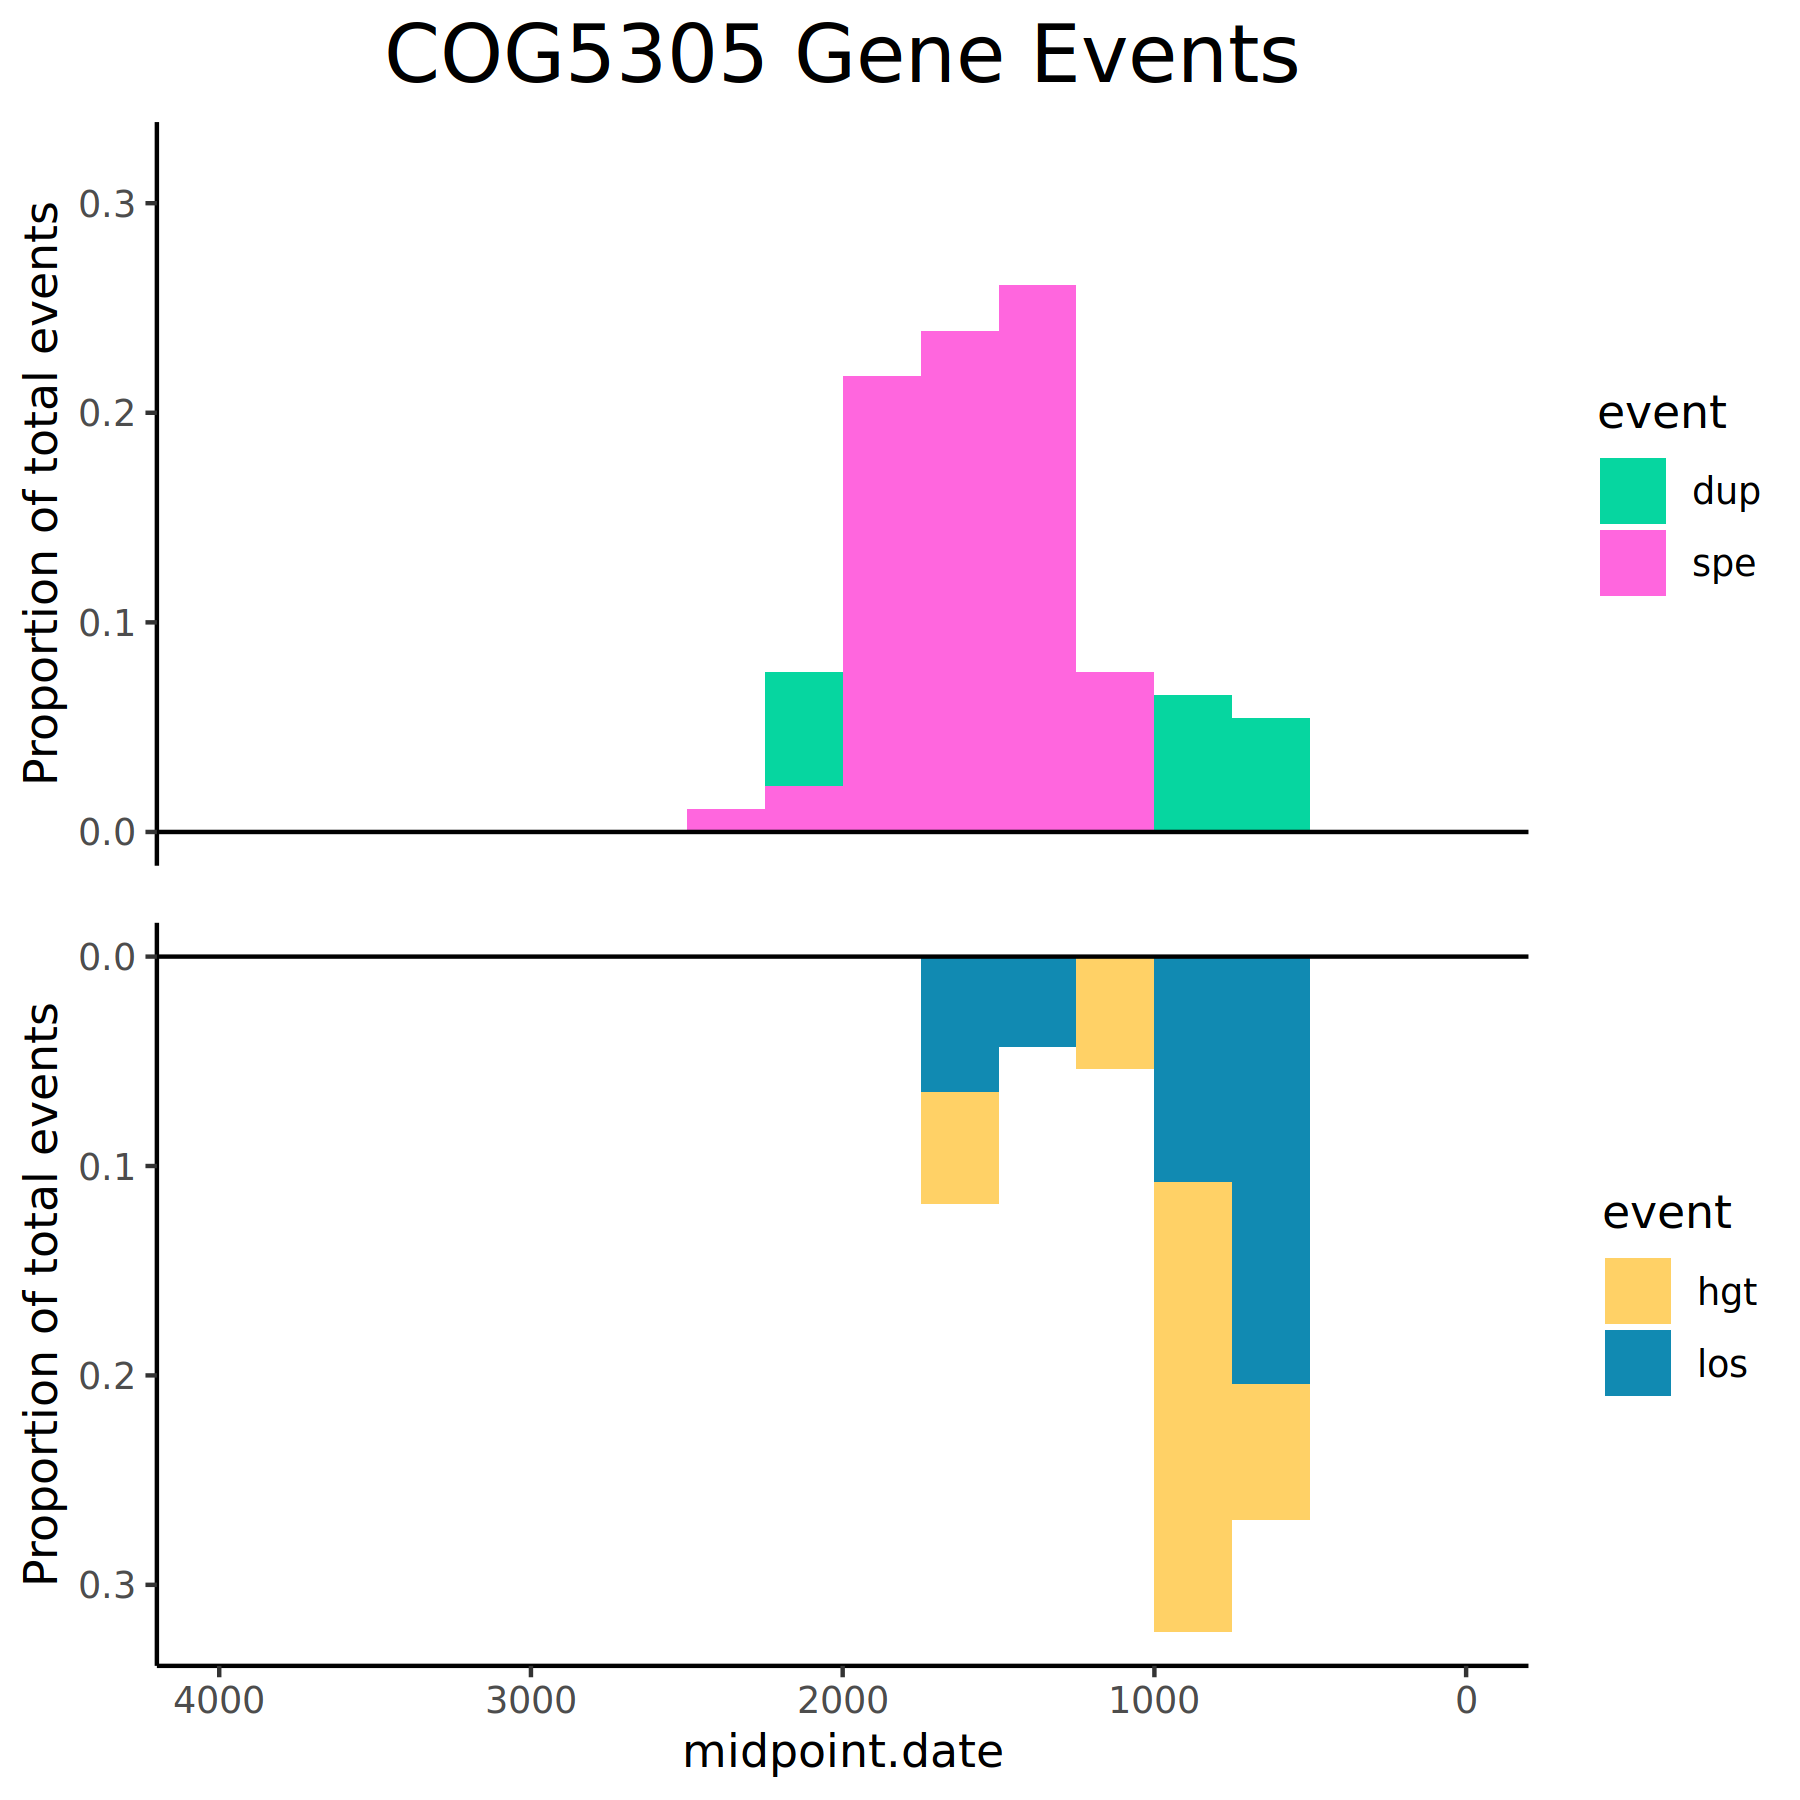 COG5305 Gene Events
Proportion of total events
0.3
0.2
0.1
0.0
event
dup
spe
Proportion of total events
0.0
0.1
0.2
0.3
event
hgt
los
4000 3000 2000 1000 0
midpoint.date